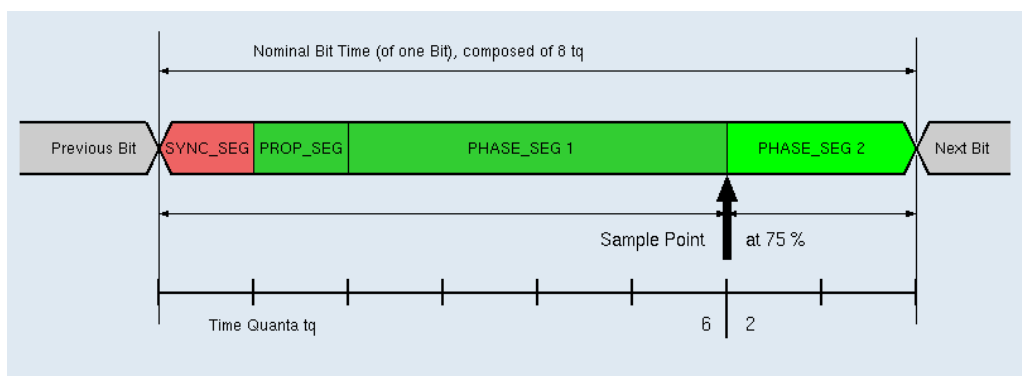 Nominal Bit Time (of one Bit), composed of 8 tq
Previous Bit SYNC_SEG PROP_SEG PHASE_SEG 1 PHASE_SEG 2 Next Bit
Sample Point at 75 %
Time Quanta tq 6 2